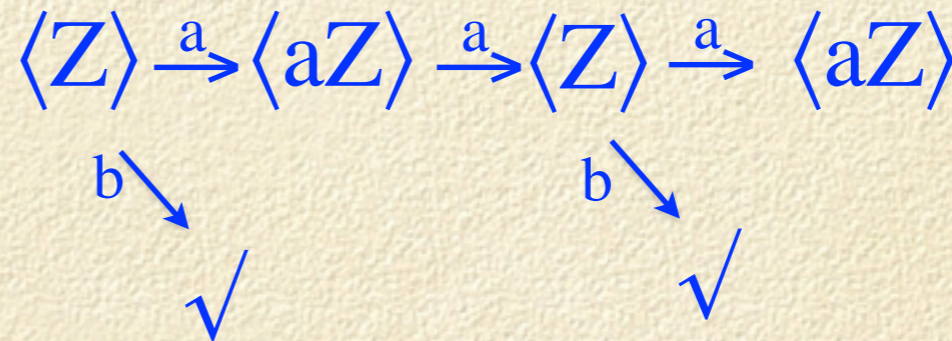 ⟨Z⟩ a→ ⟨aZ⟩ a→ ⟨Z⟩ a→ ⟨aZ⟩
b b
√ √